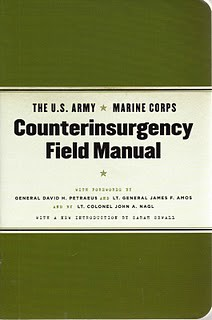 THE U.S. ARMY ★ MARINE CORPS
Counterinsurgency
Field Manual
WITH FOREWORDS BY
GENERAL DAVID H. PETRAEUS AND LT. GENERAL JAMES F. AMOS
AND BY LT. COLONEL JOHN A. NAGL
WITH A NEW INTRODUCTION BY SARAH SEWALL